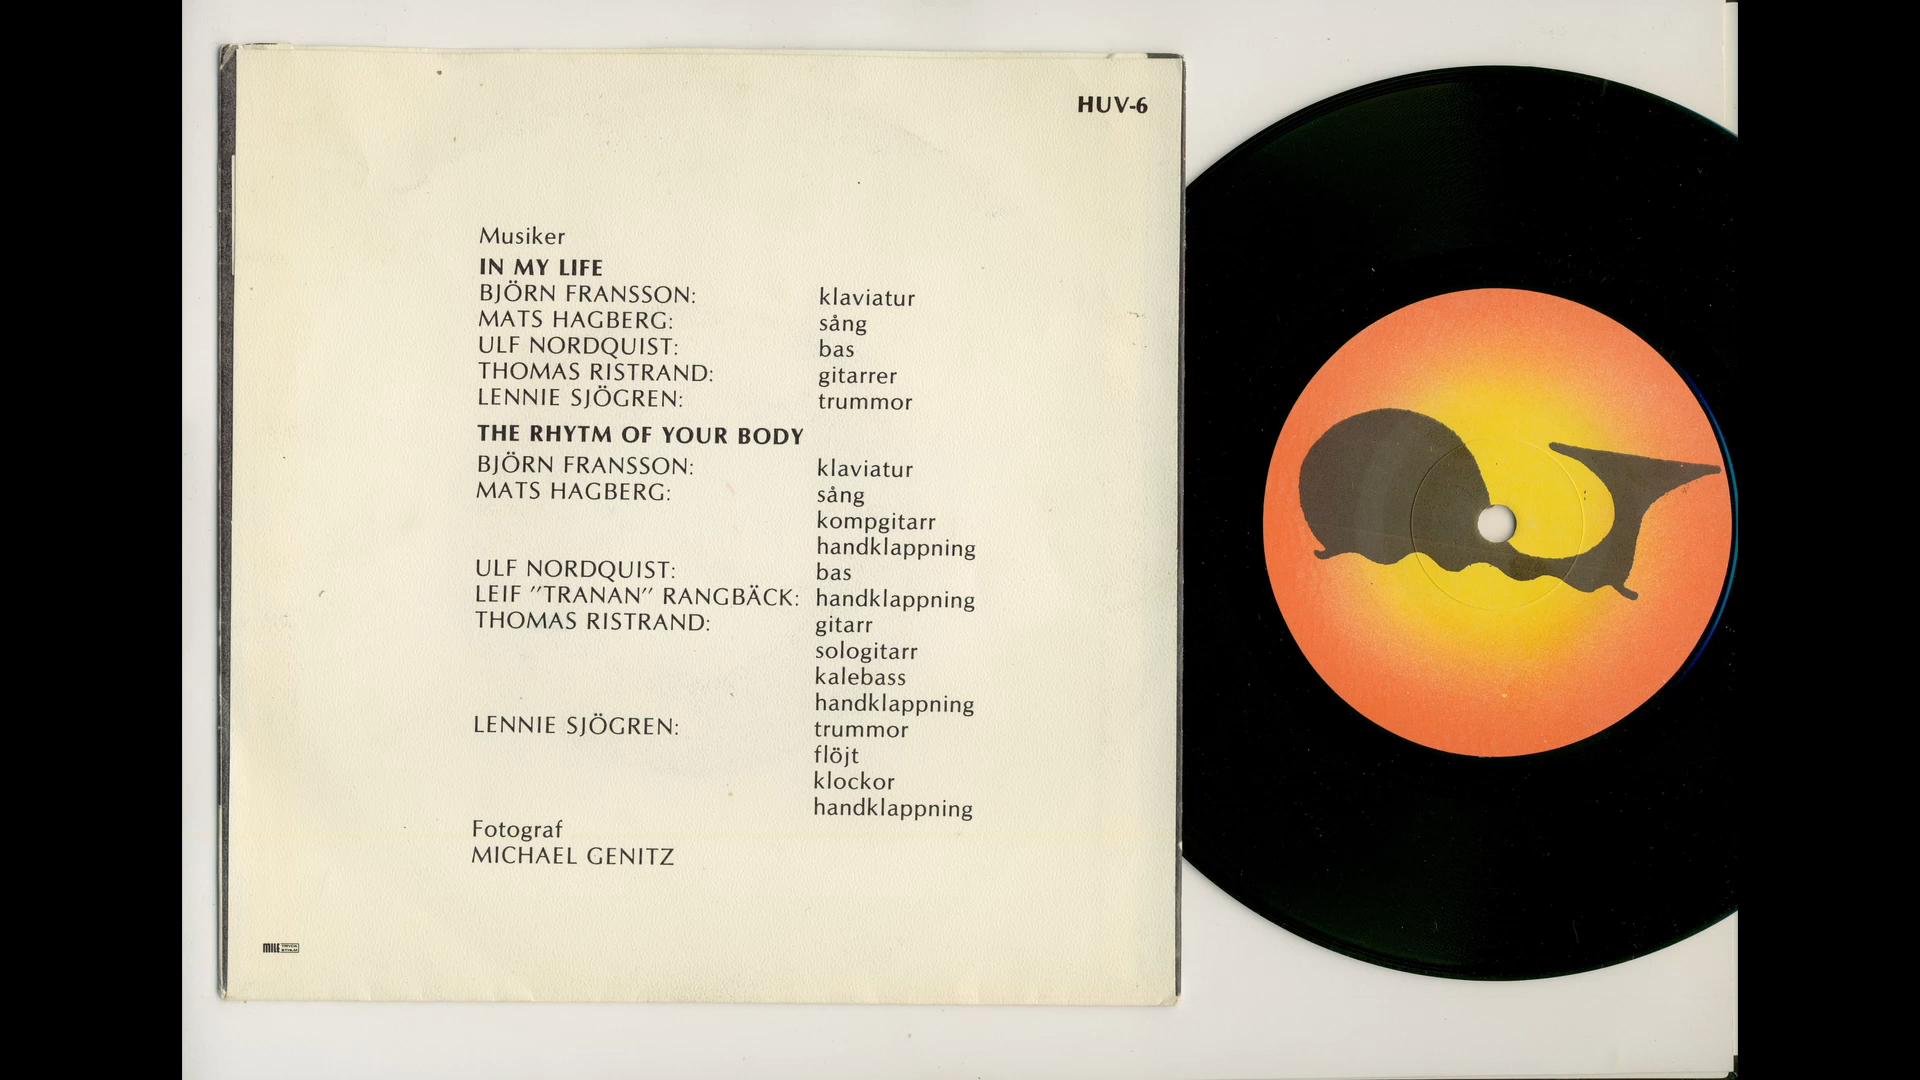 HUV-6
Musiker
IN MY LIFE
BJÖRN FRANSSON: klaviatur
MATS HAGBERG: sång
ULF NORDQUIST: bas
THOMAS RISTRAND: gitarrer
LENNIE SJÖGREN: trummor
THE RHYTM OF YOUR BODY
BJÖRN FRANSSON: klaviatur
MATS HAGBERG: sång
kompgitarr
handklappning
ULF NORDQUIST: bas
LEIF ”TRANAN” RANGBÄCK: handklappning
THOMAS RISTRAND: gitarr
sologitarr
kalebass
handklappning
LENNIE SJÖGREN: trummor
flöjt
klockor
handklappning
Fotograf
MICHAEL GENITZ
MILE